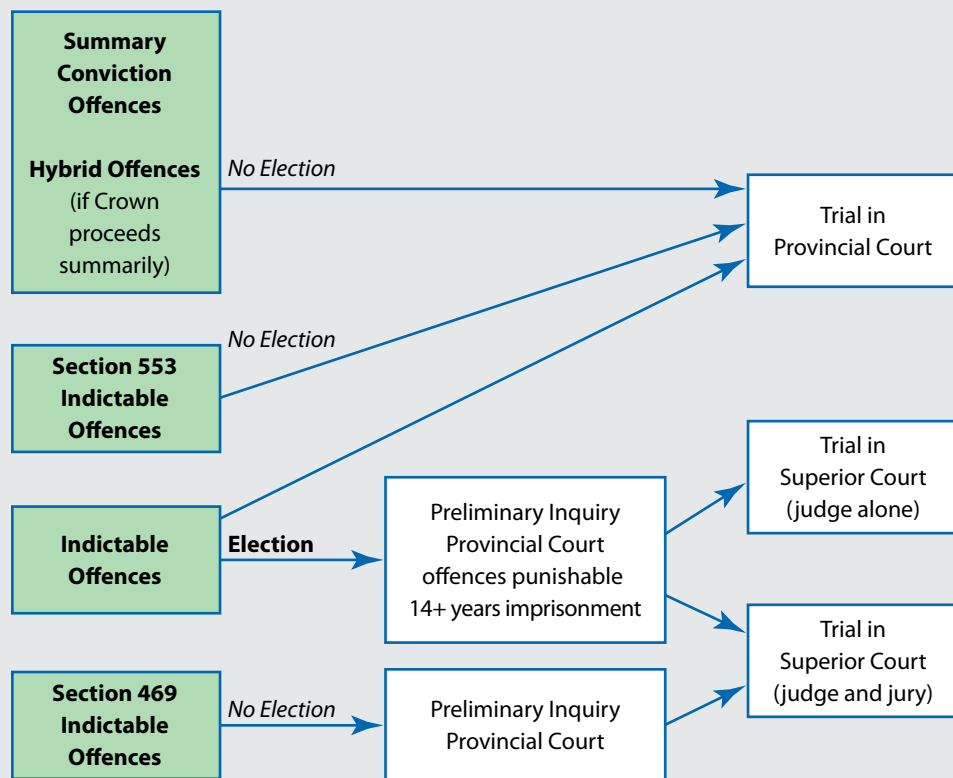 Summary
Conviction
Offences
Hybrid Offences
(if Crown
proceeds
summarily)
No Election
Trial in
Provincial Court
No Election
Section 553
Indictable
Offences
Indictable
Offences
Election
Preliminary Inquiry
Provincial Court
offences punishable
14+ years imprisonment
Trial in
Superior Court
(judge alone)
Trial in
Superior Court
(judge and jury)
Section 469
Indictable
Offences
No Election
Preliminary Inquiry
Provincial Court